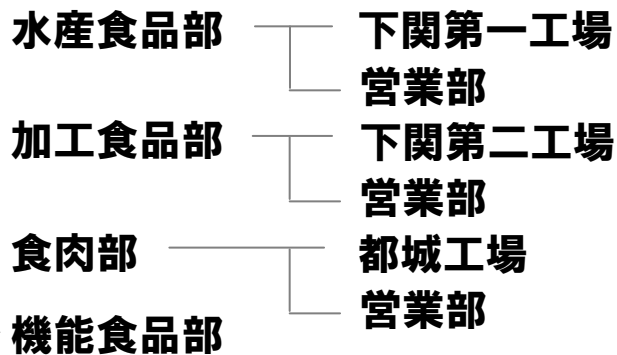 水産食品部 下関第一工場
営業部
加工食品部 下関第二工場
営業部
食肉部 都城工場
営業部
機能食品部